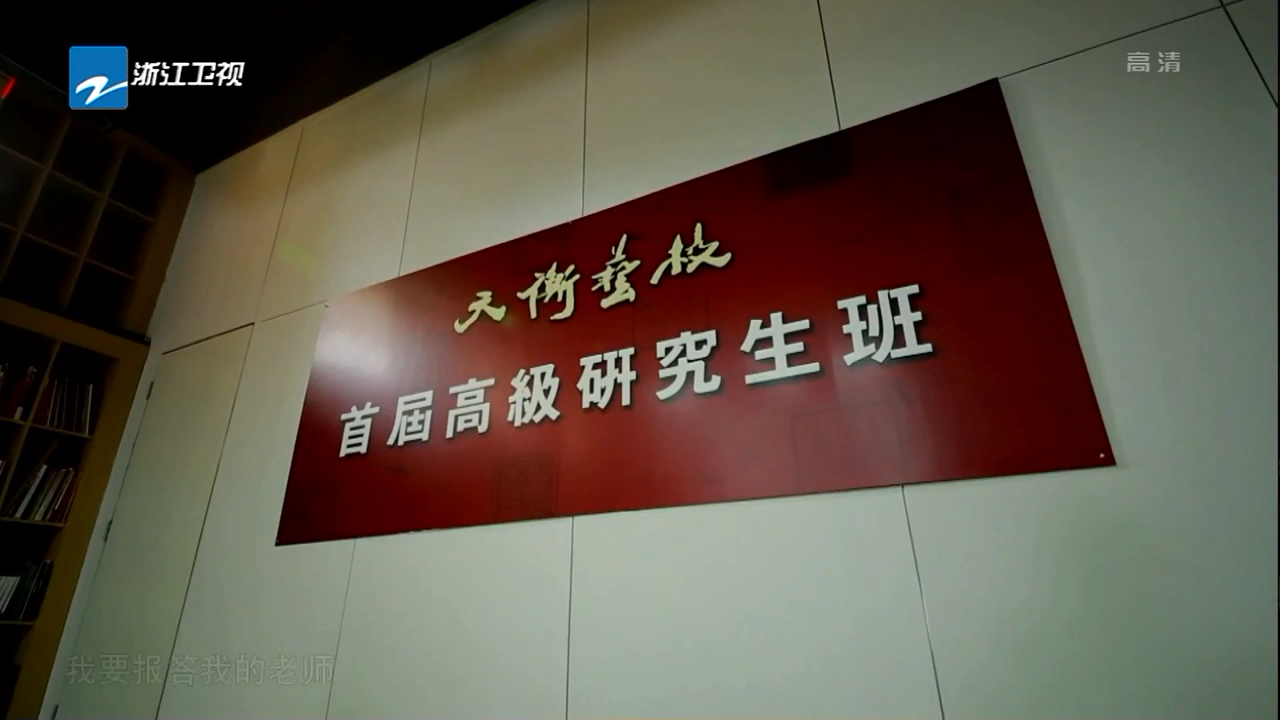 浙江卫视
高清
天衡藝校
首屆高級研究生班
我要报答我的老师